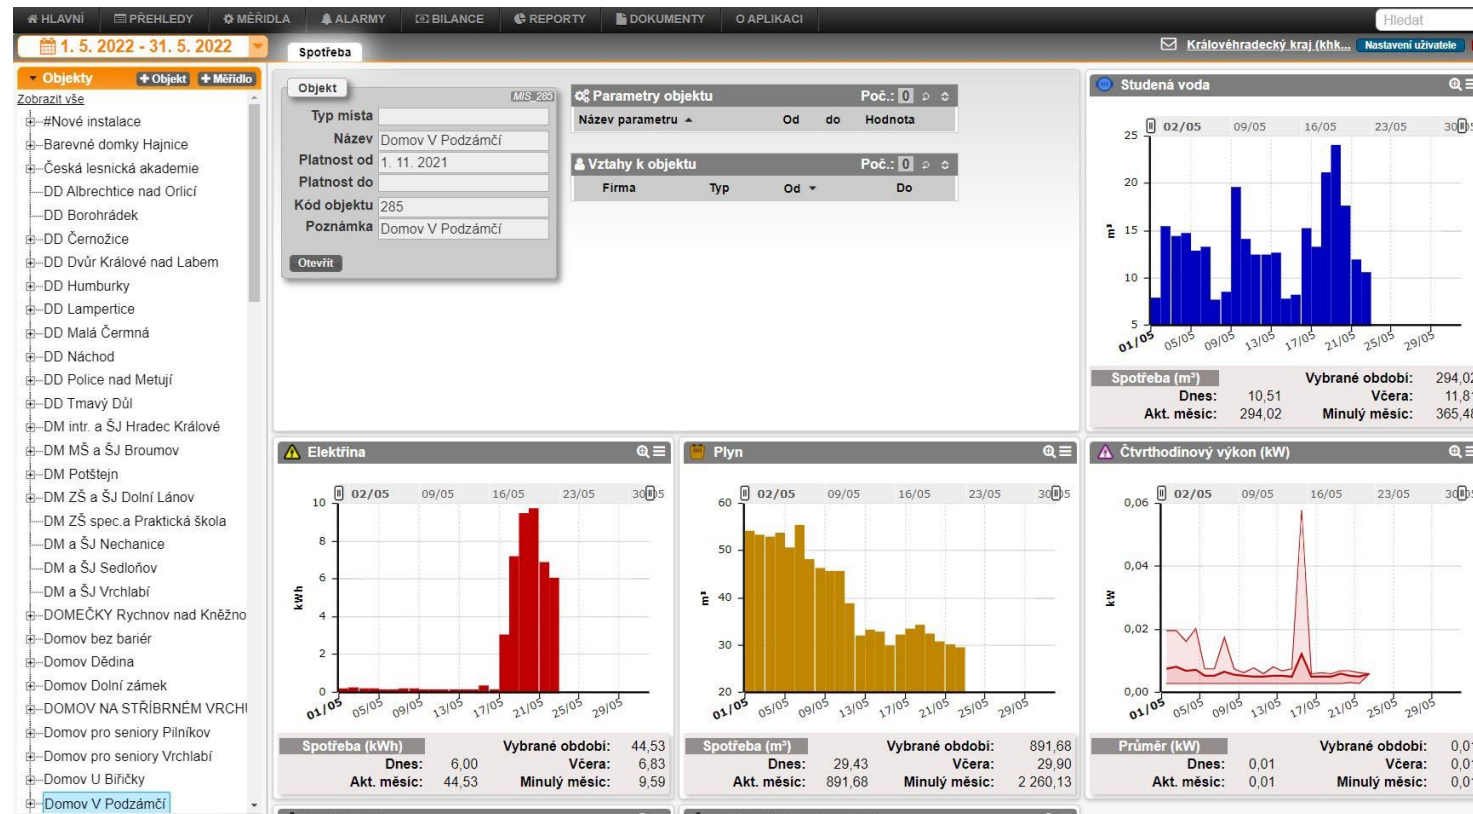 HLAVNÍ PŘEHLEDY MĚŘIDLA ALARMY BILANCE REPORTY DOKUMENTY O APLIKACI Hledat
1. 5. 2022 - 31. 5. 2022
Spotřeba
Královéhradecký kraj (khk... Nastavení uživatele
Objekty +Objekt +Měřidlo
Zobrazit vše
#Nové instalace
Barevné domky Hajnice
Česká lesnická akademie
DD Albrechtice nad Orlicí
DD Borohrádek
DD Černožice
DD Dvůr Králové nad Labem
DD Humburky
DD Lampertice
DD Malá Čermná
DD Náchod
DD Police nad Metují
DD Tmavý Důl
DM intr. a ŠJ Hradec Králové
DM MŠ a ŠJ Broumov
DM Potštejn
DM ZŠ a ŠJ Dolní Lánov
DM ZŠ spec.a Praktická škola
DM a ŠJ Nechanice
DM a ŠJ Sedloňov
DM a ŠJ Vrchlabí
DOMEČKY Rychnov nad Kněžno
Domov bez bariér
Domov Dědina
Domov Dolní zámek
DOMOV NA STŘÍBRNÉM VRCHU
Domov pro seniory Pilníkov
Domov pro seniory Vrchlabí
Domov U Biřičky
Domov V Podzámčí
Objekt
MIS_285
Typ místa
Název Domov V Podzámčí
Platnost od 1. 11. 2021
Platnost do
Kód objektu 285
Poznámka Domov V Podzámčí
Otevřít
Parametry objektu Poč.: 0
Název parametru Od do Hodnota
Vztahy k objektu Poč.: 0
Firma Typ Od Do
Studená voda
02/05 09/05 16/05 23/05 30/05
25
20
15
10
5
m³
01/05 05/05 09/05 13/05 17/05 21/05 25/05 29/05
Spotřeba (m³) Vybrané období: 294,02
Dnes: 10,51 Včera: 11,81
Akt. měsíc: 294,02 Minulý měsíc: 365,48
Elektřina
02/05 09/05 16/05 23/05 30/05
10
8
6
4
2
0
kWh
01/05 05/05 09/05 13/05 17/05 21/05 25/05 29/05
Spotřeba (kWh) Vybrané období: 44,53
Dnes: 6,00 Včera: 6,83
Akt. měsíc: 44,53 Minulý měsíc: 9,59
Plyn
02/05 09/05 16/05 23/05 30/05
60
50
40
30
20
m³
01/05 05/05 09/05 13/05 17/05 21/05 25/05 29/05
Spotřeba (m³) Vybrané období: 891,68
Dnes: 29,43 Včera: 29,90
Akt. měsíc: 891,68 Minulý měsíc: 2 260,13
Čtvrthodinový výkon (kW)
02/05 09/05 16/05 23/05 30/05
0,06
0,04
0,02
0,00
kW
01/05 05/05 09/05 13/05 17/05 21/05 25/05 29/05
Průměr (kW) Vybrané období: 0,01
Dnes: 0,01 Včera: 0,01
Akt. měsíc: 0,01 Minulý měsíc: 0,01